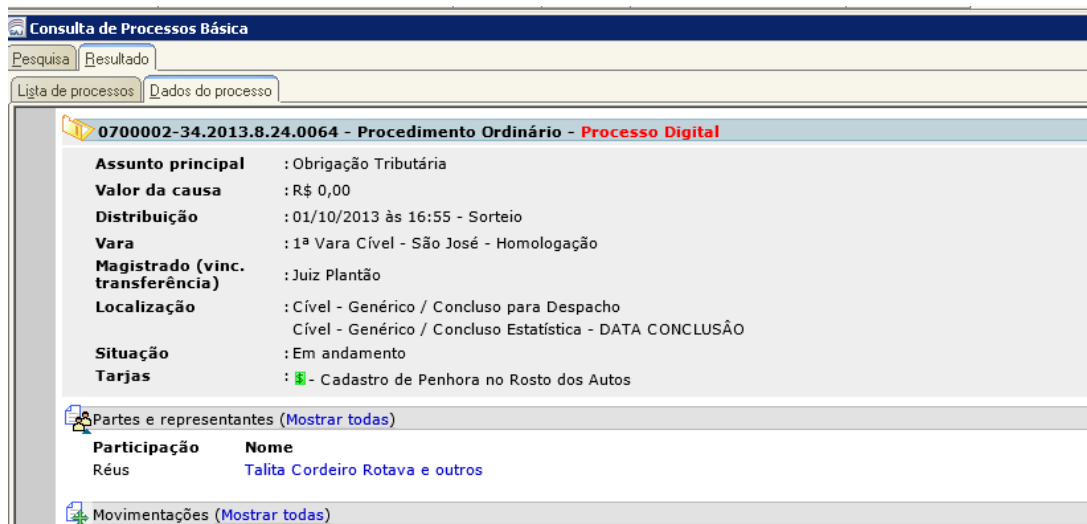 Consulta de Processos Básica
Pesquisa Resultado
Lista de processos Dados do processo
0700002-34.2013.8.24.0064 - Procedimento Ordinário - Processo Digital
Assunto principal : Obrigação Tributária
Valor da causa : R$ 0,00
Distribuição : 01/10/2013 às 16:55 - Sorteio
Vara : 1ª Vara Cível - São José - Homologação
Magistrado (vinc. transferência) : Juiz Plantão
Localização : Cível - Genérico / Concluso para Despacho
Cível - Genérico / Concluso Estatística - DATA CONCLUSÂO
Situação : Em andamento
Tarjas : $ - Cadastro de Penhora no Rosto dos Autos
Partes e representantes (Mostrar todas)
Participação Nome
Réus Talita Cordeiro Rotava e outros
Movimentações (Mostrar todas)